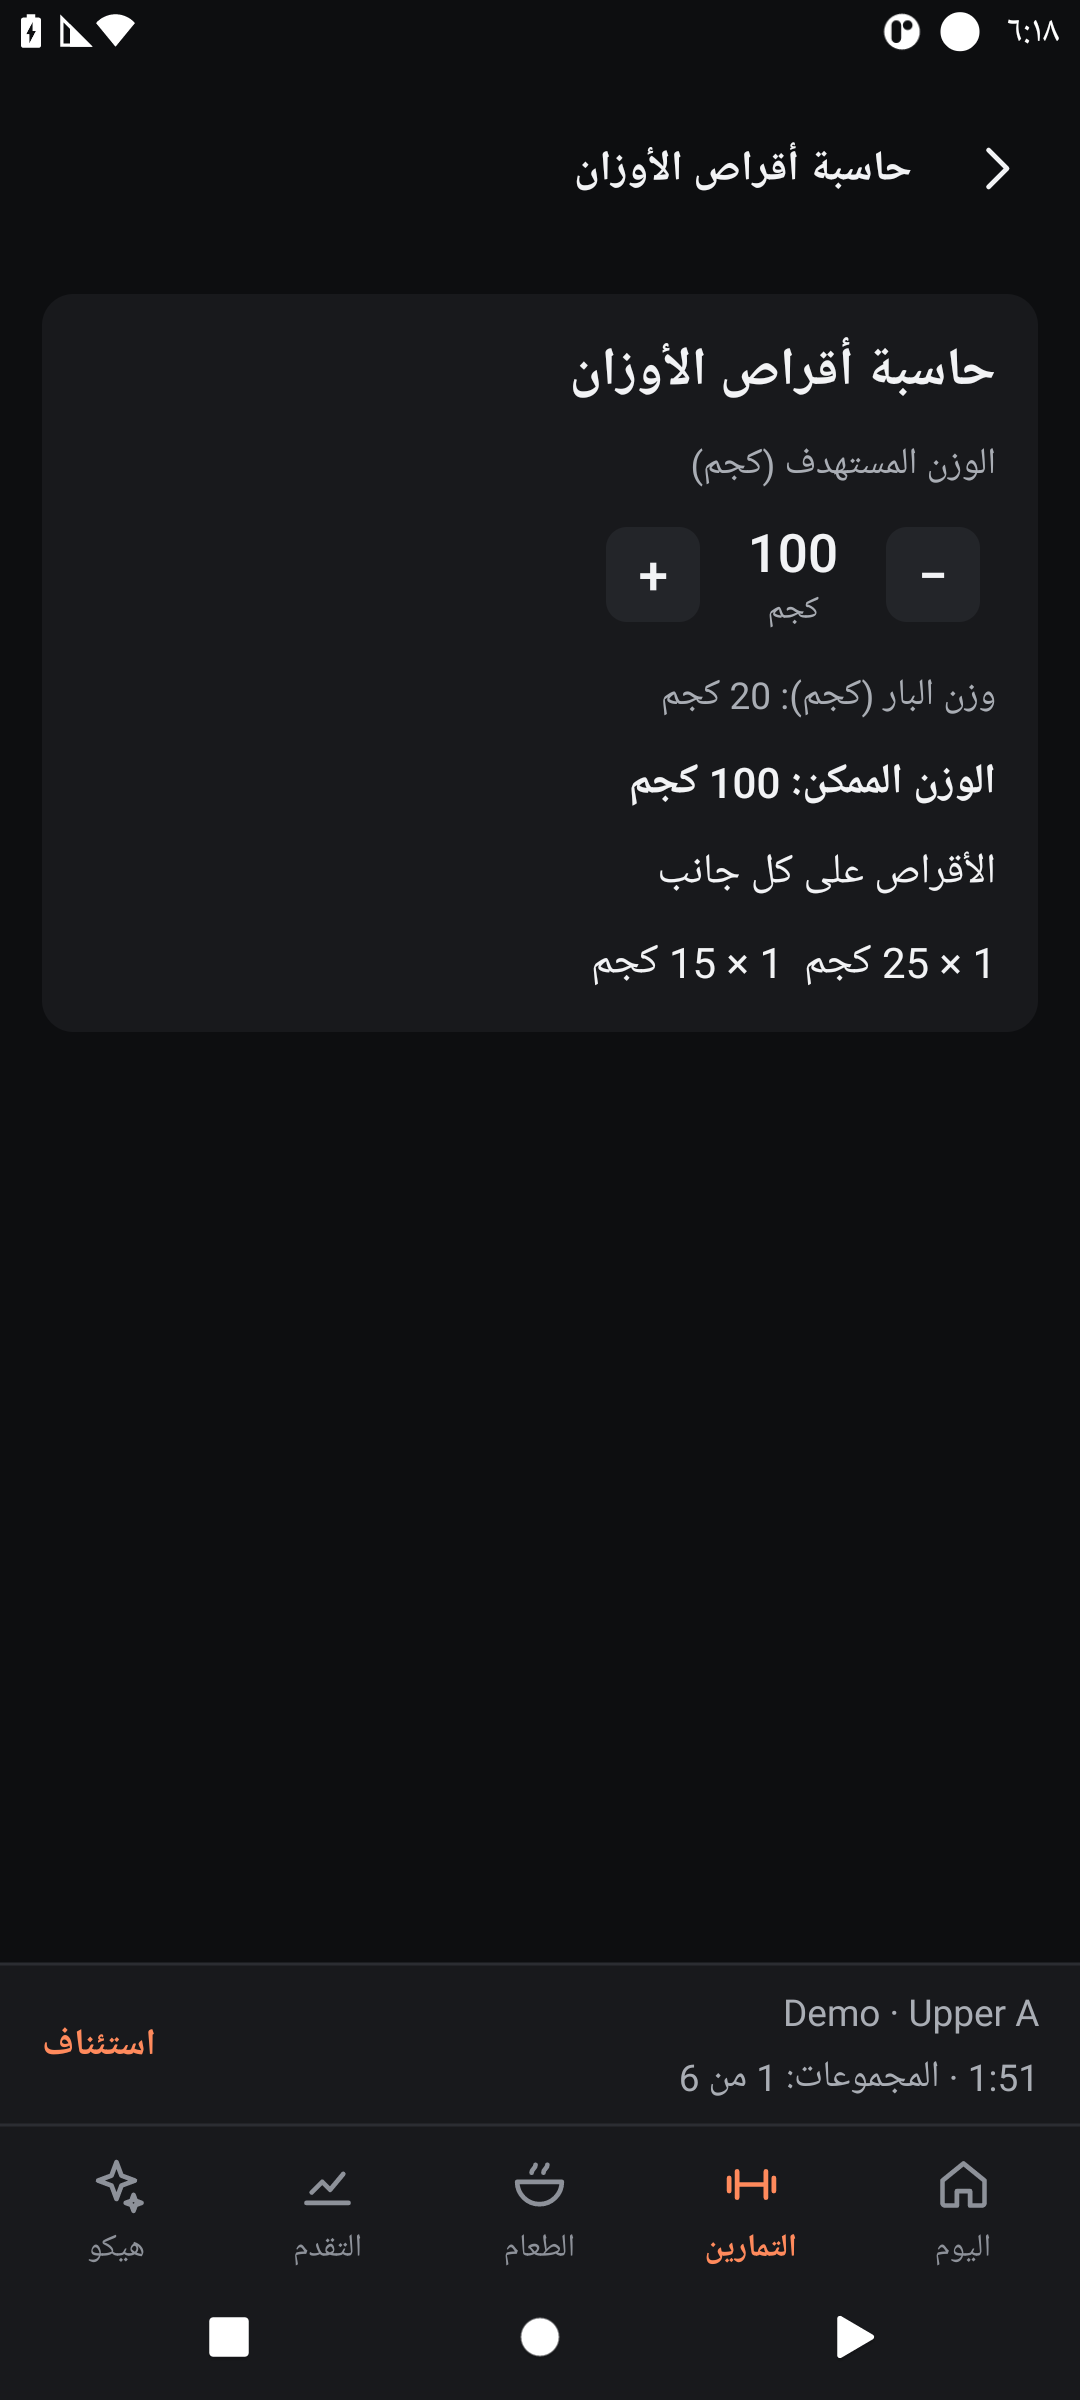 ٦:١٨
حاسبة أقراص الأوزان
حاسبة أقراص الأوزان
الوزن المستهدف (كجم)
− 100 +
كجم
وزن البار (كجم): 20 كجم
الوزن الممكن: 100 كجم
الأقراص على كل جانب
1 × 25 كجم  1 × 15 كجم
Demo · Upper A
1:51 · المجموعات: 1 من 6
استئناف
اليوم
التمارين
الطعام
التقدم
هيكو